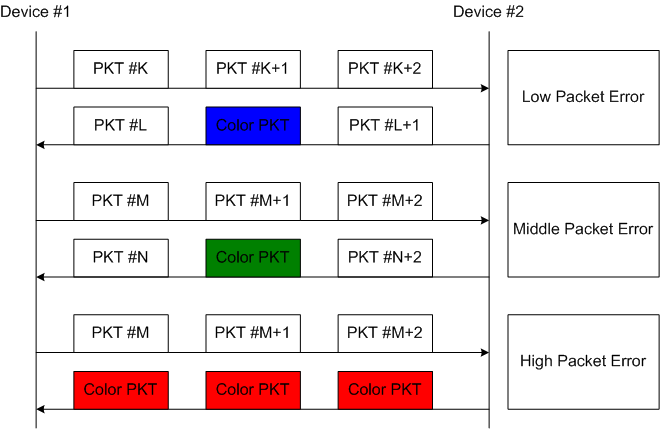 Device #1
Device #2
PKT #K
PKT #K+1
PKT #K+2
Low Packet Error
PKT #L
Color PKT
PKT #L+1
PKT #M
PKT #M+1
PKT #M+2
Middle Packet Error
PKT #N
Color PKT
PKT #N+2
PKT #M
PKT #M+1
PKT #M+2
High Packet Error
Color PKT
Color PKT
Color PKT